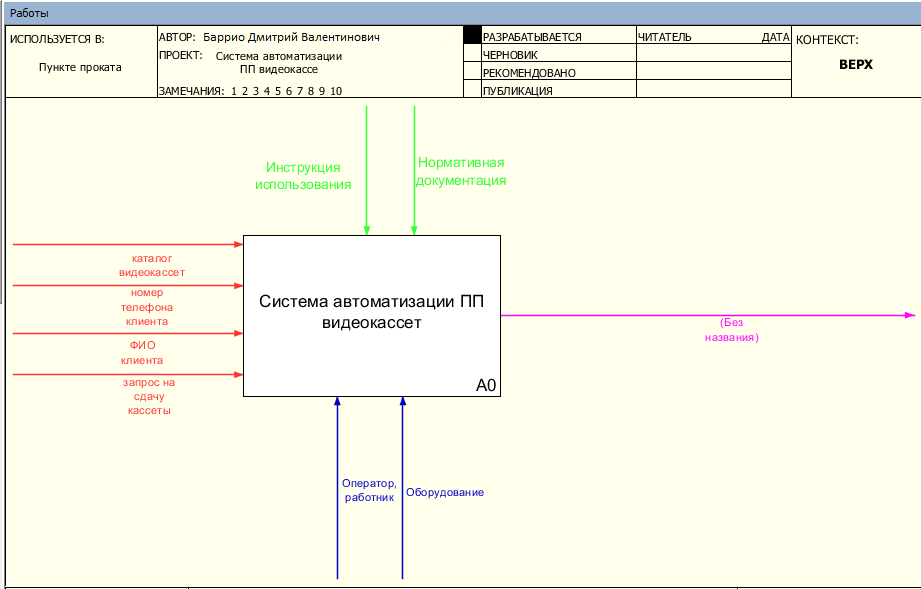 Работы
ИСПОЛЬЗУЕТСЯ В:
Пункте проката
АВТОР: Баррио Дмитрий Валентинович
ПРОЕКТ: Система автоматизации
ПП видеокассе
ЗАМЕЧАНИЯ: 1 2 3 4 5 6 7 8 9 10
РАЗРАБАТЫВАЕТСЯ
ЧЕРНОВИК
РЕКОМЕНДОВАНО
ПУБЛИКАЦИЯ
ЧИТАТЕЛЬ ДАТА
КОНТЕКСТ:
ВЕРХ
Инструкция
использования
Нормативная
документация
каталог
видеокассет
номер
телефона
клиента
ФИО
клиента
запрос на
сдачу
кассеты
Система автоматизации ПП
видеокассет
A0
(Без
названия)
Оператор,
работник
Оборудование